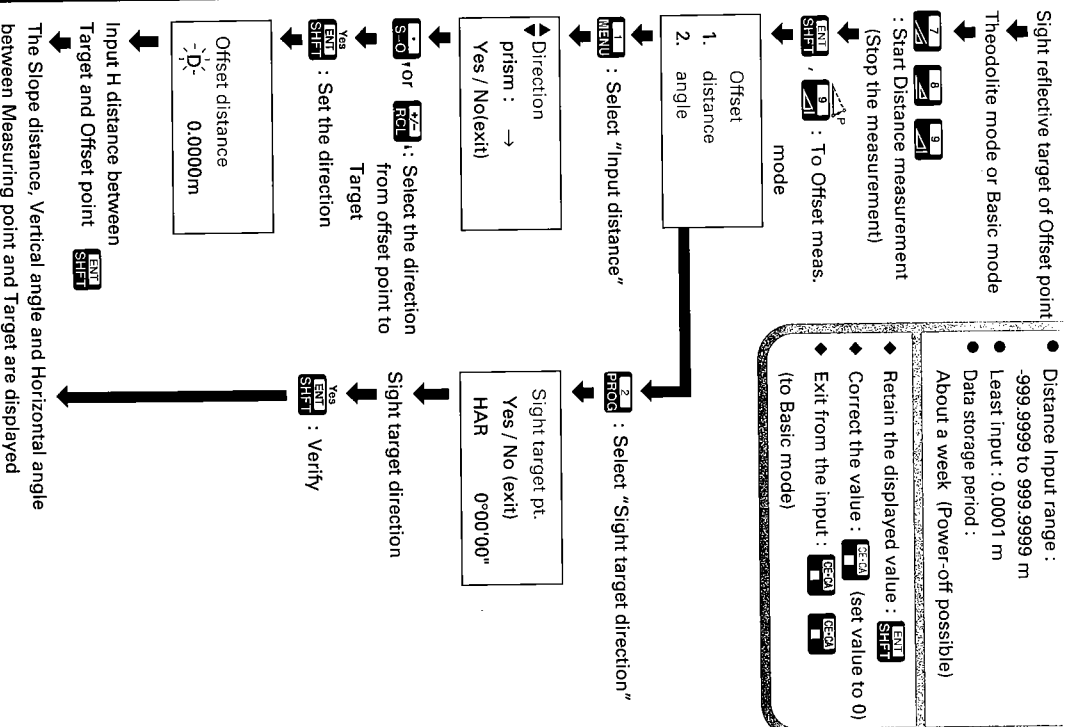 Sight reflective target of Offset point
Theodolite mode or Basic mode
7 8 9
: Start Distance measurement
(Stop the measurement)
ENT SHFT , 9 P : To Offset meas.
mode
Offset
1. distance
2. angle
1 MENU : Select "Input distance"
Direction
prism : →
Yes / No(exit)
· S-O or +/- RCL : Select the direction
from offset point to
Target
Yes
ENT SHFT : Set the direction
Offset distance
D 0.0000m
Input H distance between
Target and Offset point ENT SHFT
The Slope distance, Vertical angle and Horizontal angle
between Measuring point and Target are displayed
2 PROG : Select "Sight target direction"
Sight target pt.
Yes / No (exit)
HAR 0°00'00"
Sight target direction
Yes
ENT SHFT : Verify
● Distance Input range :
-999.9999 to 999.9999 m
● Least input : 0.0001 m
● Data storage period :
About a week (Power-off possible)
◆ Retain the displayed value : ENT SHFT
◆ Correct the value : CE·CA (set value to 0)
◆ Exit from the input : CE·CA CE·CA
(to Basic mode)